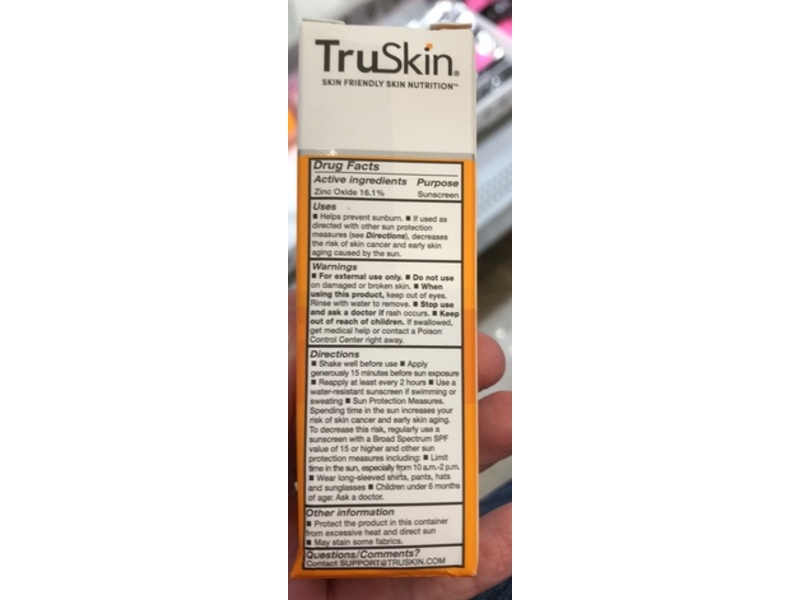 TruSkin®
SKIN FRIENDLY SKIN NUTRITION™
Drug Facts
Active ingredients Purpose
Zinc Oxide 16.1% Sunscreen
Uses
■ Helps prevent sunburn. ■ If used as
directed with other sun protection
measures (see Directions), decreases
the risk of skin cancer and early skin
aging caused by the sun.
Warnings
■ For external use only. ■ Do not use
on damaged or broken skin. ■ When
using this product, keep out of eyes.
Rinse with water to remove. ■ Stop use
and ask a doctor if rash occurs. ■ Keep
out of reach of children. If swallowed,
get medical help or contact a Poison
Control Center right away.
Directions
■ Shake well before use ■ Apply
generously 15 minutes before sun exposure
■ Reapply at least every 2 hours ■ Use a
water-resistant sunscreen if swimming or
sweating ■ Sun Protection Measures.
Spending time in the sun increases your
risk of skin cancer and early skin aging.
To decrease this risk, regularly use a
sunscreen with a Broad Spectrum SPF
value of 15 or higher and other sun
protection measures including: ■ Limit
time in the sun, especially from 10 a.m.-2 p.m.
■ Wear long-sleeved shirts, pants, hats
and sunglasses ■ Children under 6 months
of age: Ask a doctor.
Other information
■ Protect the product in this container
from excessive heat and direct sun
■ May stain some fabrics.
Questions/Comments?
Contact SUPPORT@TRUSKIN.COM